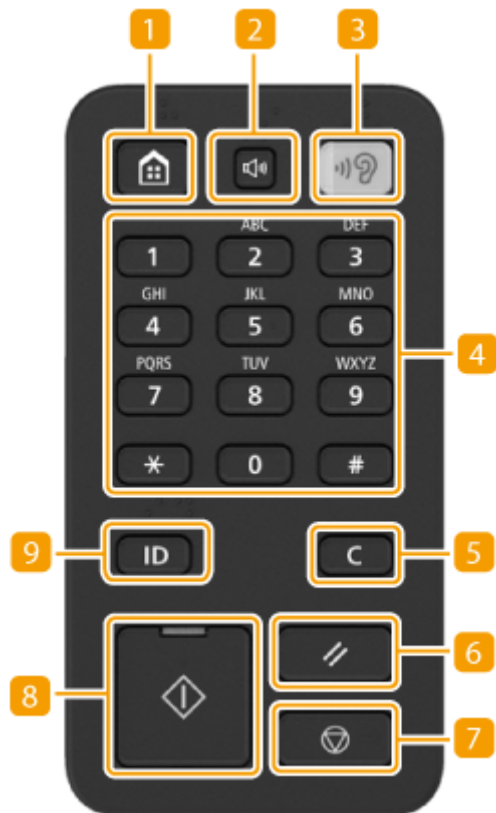 1 2 3
ABC DEF
1 2 3
GHI JKL MNO
4 5 6
4
PQRS TUV WXYZ
7 8 9
* 0 #
9 ID C 5
6
8
7